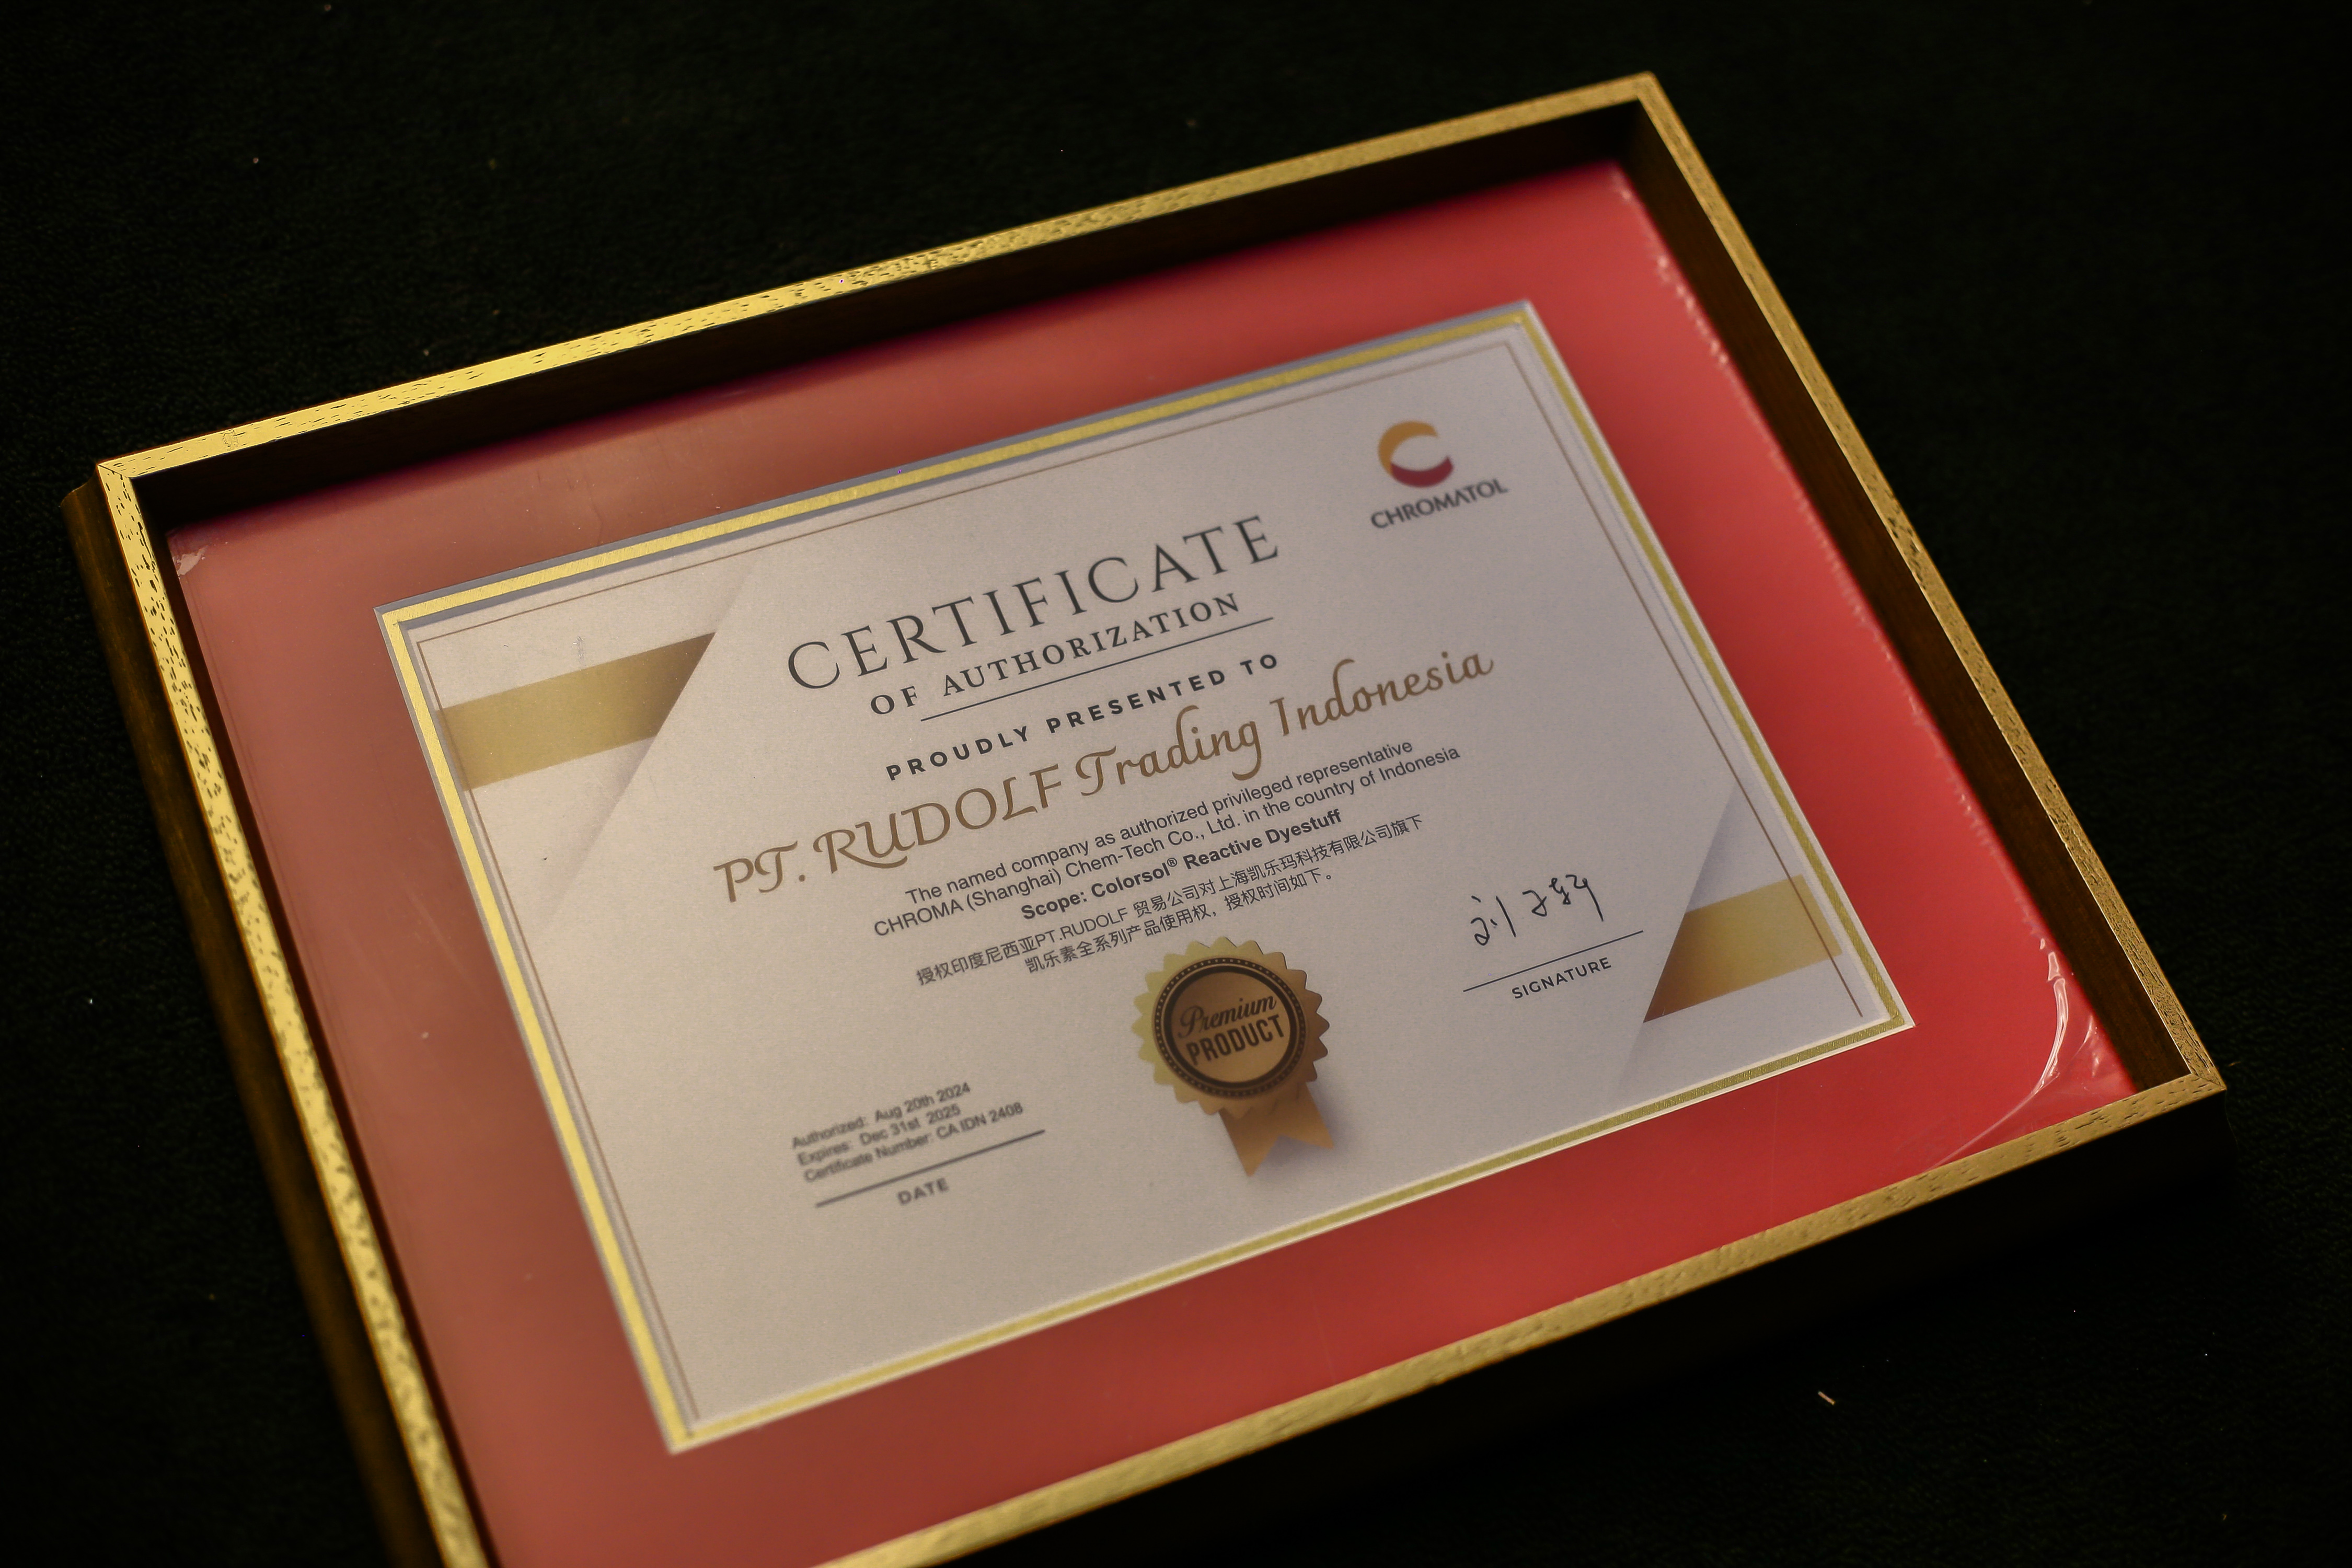 CHROMATOL
CERTIFICATE
OF AUTHORIZATION
PROUDLY PRESENTED TO
PT. RUDOLF Trading Indonesia
The named company as authorized privileged representative
CHROMA (Shanghai) Chem-Tech Co., Ltd. in the country of Indonesia
Scope: Colorsol® Reactive Dyestuff
授权印度尼西亚PT.RUDOLF 贸易公司对上海凯乐玛科技有限公司旗下
凯乐素全系列产品使用权，授权时间如下。
Premium
PRODUCT
SIGNATURE
Authorized: Aug 20th 2024
Expires: Dec 31st 2025
Certificate Number: CA IDN 2408
DATE